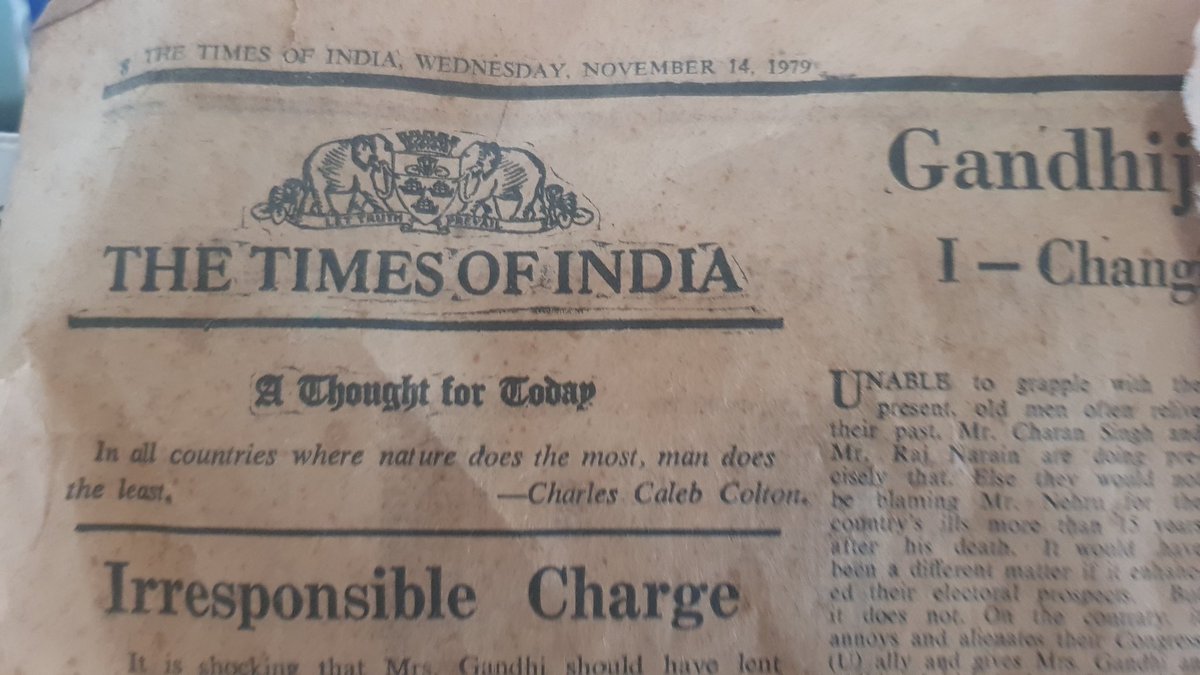 8 THE TIMES OF INDIA, WEDNESDAY, NOVEMBER 14, 1979
LET TRUTH PREVAIL
THE TIMES OF INDIA
A Thought for Today
In all countries where nature does the most, man does
the least.
—Charles Caleb Colton.
Irresponsible Charge
It is shocking that Mrs. Gandhi should have lent
Gandhij
I — Chang
UNABLE to grapple with the
present, old men often reliv
their past. Mr. Charan Singh and
Mr. Raj Narain are doing pre-
cisely that. Else they would not
be blaming Mr. Nehru for the
country's ills more than 15 years
after his death. It would have
been a different matter if it enhanc-
ed their electoral prospects. But
it does not. On the contrary,
annoys and alienates their Congress
(U) ally and gives Mrs. Gandhi an